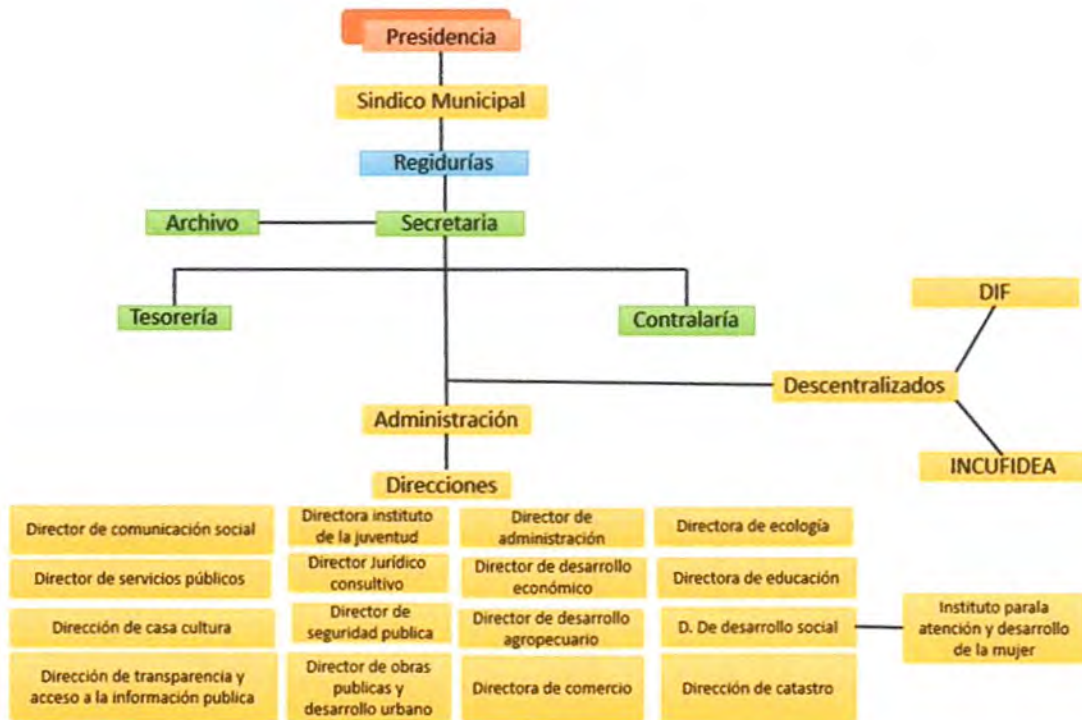 Presidencia
Sindico Municipal
Regidurías
Archivo
Secretaria
Tesorería
Contralaría
DIF
Descentralizados
INCUFIDEA
Administración
Direcciones
Director de comunicación social
Directora instituto
de la juventud
Director de
administración
Directora de ecología
Director de servicios públicos
Director Jurídico
consultivo
Director de desarrollo
económico
Directora de educación
Dirección de casa cultura
Director de
seguridad publica
Director de desarrollo
agropecuario
D. De desarrollo social
Instituto parala
atención y desarrollo
de la mujer
Dirección de transparencia y
acceso a la información publica
Director de obras
publicas y
desarrollo urbano
Directora de comercio
Dirección de catastro